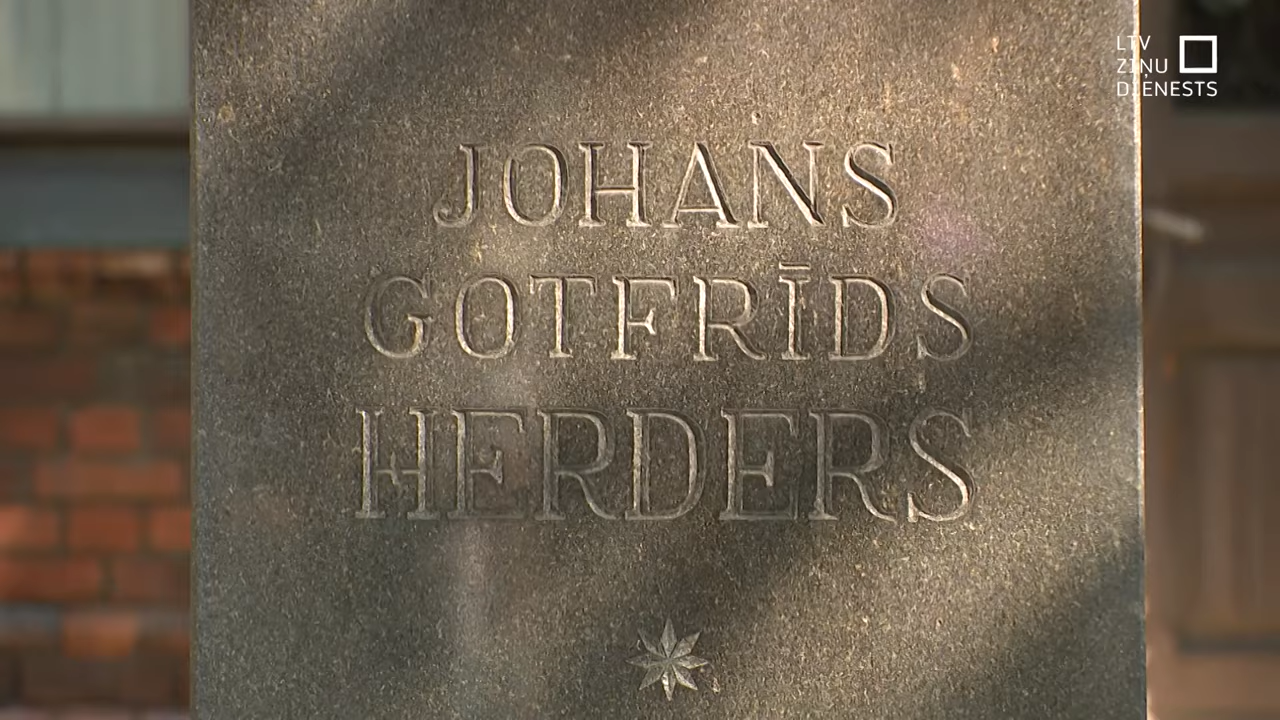 LTV
ZIŅU
DIENESTS
JOHANS
GOTFRĪDS
HERDERS